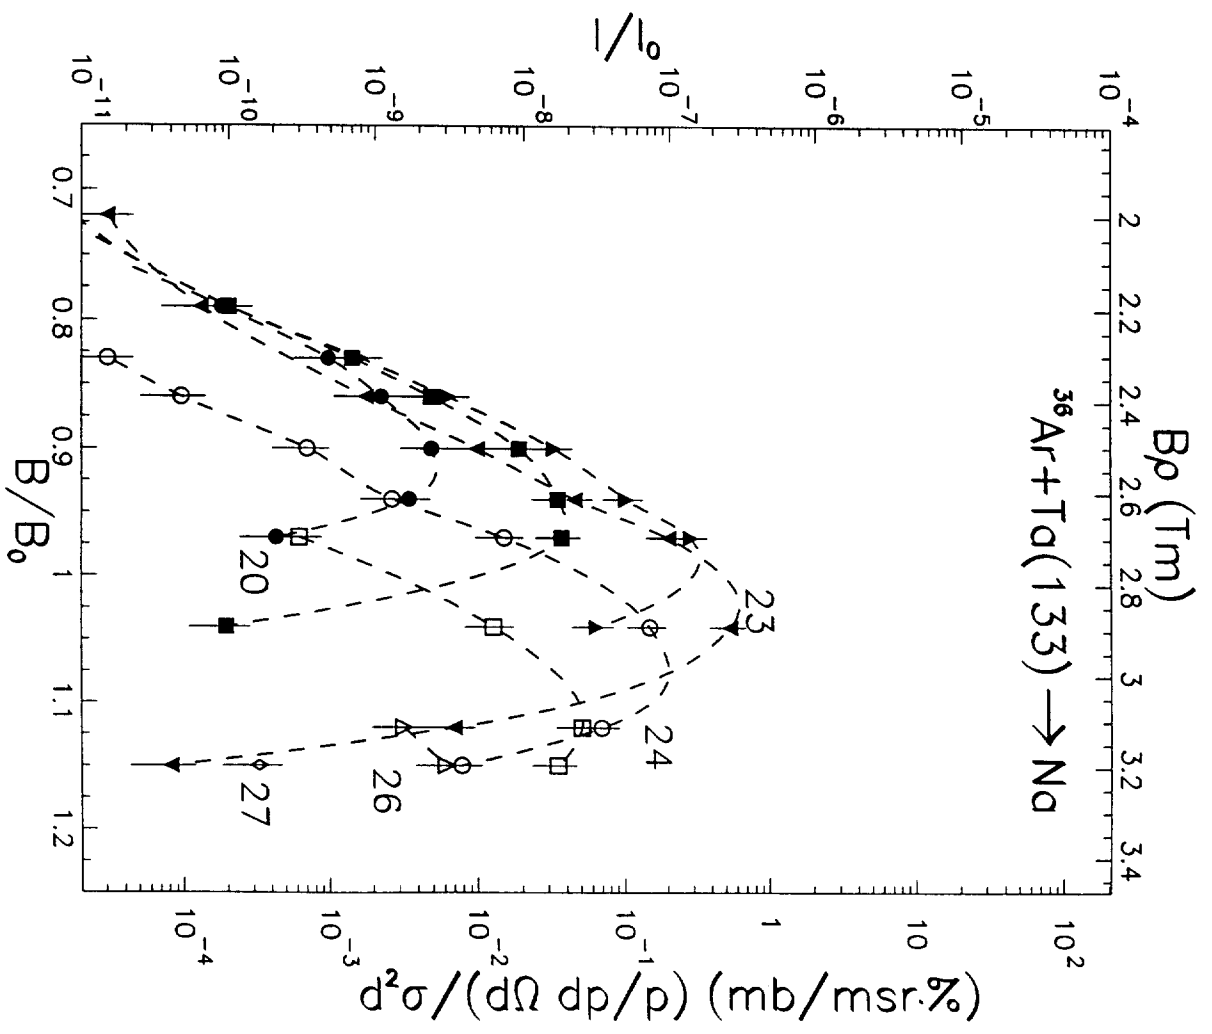 Bρ (Tm)
2 2.2 2.4 2.6 2.8 3 3.2 3.4
³⁶Ar+Ta(133)→Na
I/I₀
10⁻⁴
10⁻⁵
10⁻⁶
10⁻⁷
10⁻⁸
10⁻⁹
10⁻¹⁰
10⁻¹¹
10²
10
1
10⁻¹
10⁻²
10⁻³
10⁻⁴
d²σ/(dΩ dp/p) (mb/msr·%)
23
24
20
26
27
0.7 0.8 0.9 1 1.1 1.2
B/B₀